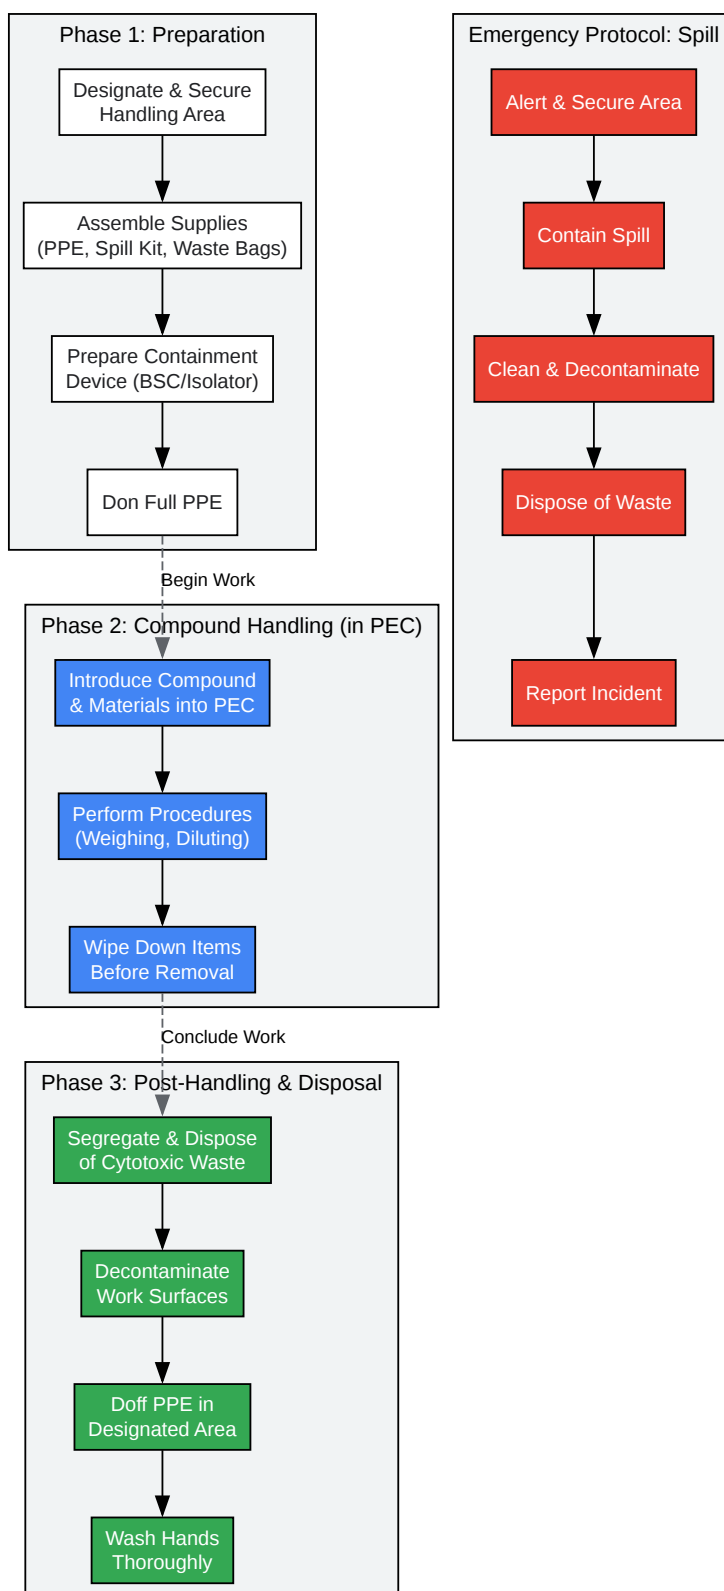 Phase 1: Preparation
Designate & Secure
Handling Area
Assemble Supplies
(PPE, Spill Kit, Waste Bags)
Prepare Containment
Device (BSC/Isolator)
Don Full PPE
Begin Work
Phase 2: Compound Handling (in PEC)
Introduce Compound
& Materials into PEC
Perform Procedures
(Weighing, Diluting)
Wipe Down Items
Before Removal
Conclude Work
Phase 3: Post-Handling & Disposal
Segregate & Dispose
of Cytotoxic Waste
Decontaminate
Work Surfaces
Doff PPE in
Designated Area
Wash Hands
Thoroughly
Emergency Protocol: Spill
Alert & Secure Area
Contain Spill
Clean & Decontaminate
Dispose of Waste
Report Incident